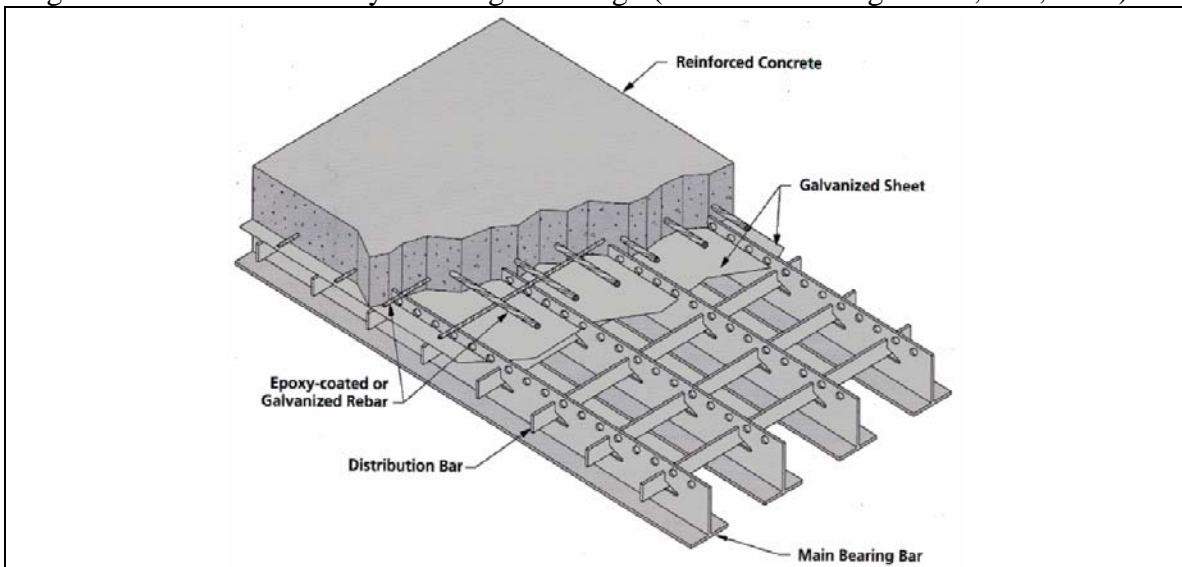 Reinforced Concrete
Galvanized Sheet
Epoxy-coated or
Galvanized Rebar
Distribution Bar
Main Bearing Bar